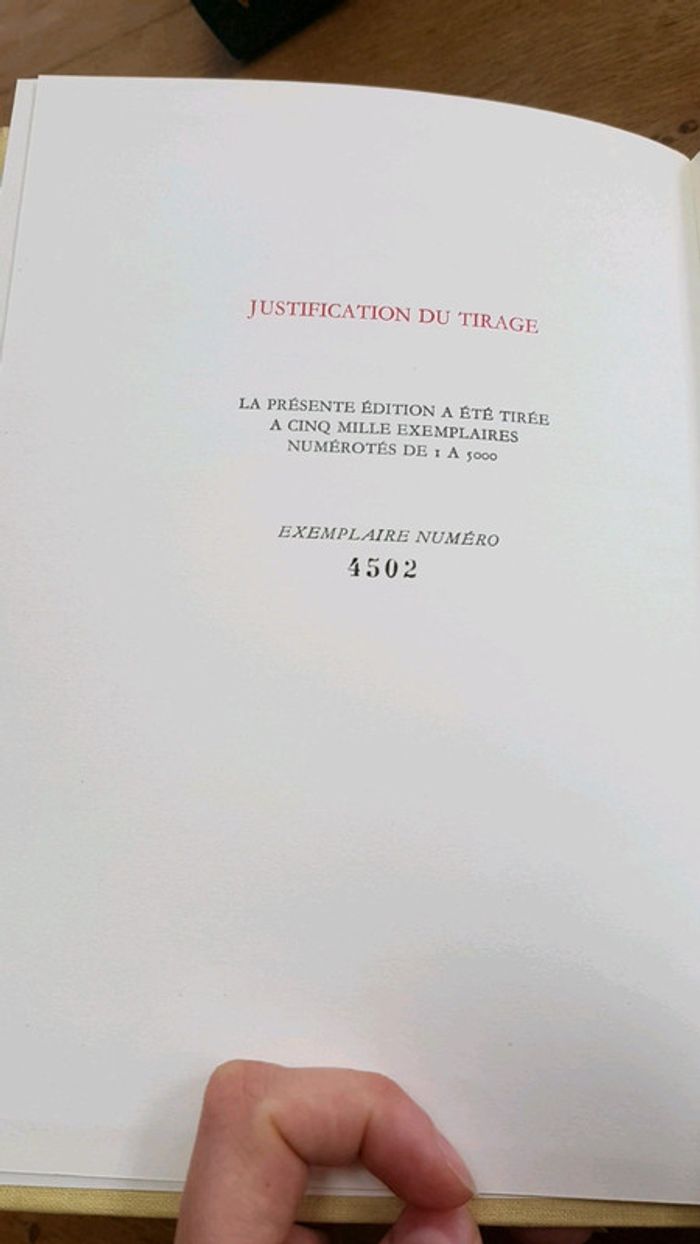 JUSTIFICATION DU TIRAGE
LA PRÉSENTE ÉDITION A ÉTÉ TIRÉE
A CINQ MILLE EXEMPLAIRES
NUMÉROTÉS DE 1 A 5000
EXEMPLAIRE NUMÉRO
4502